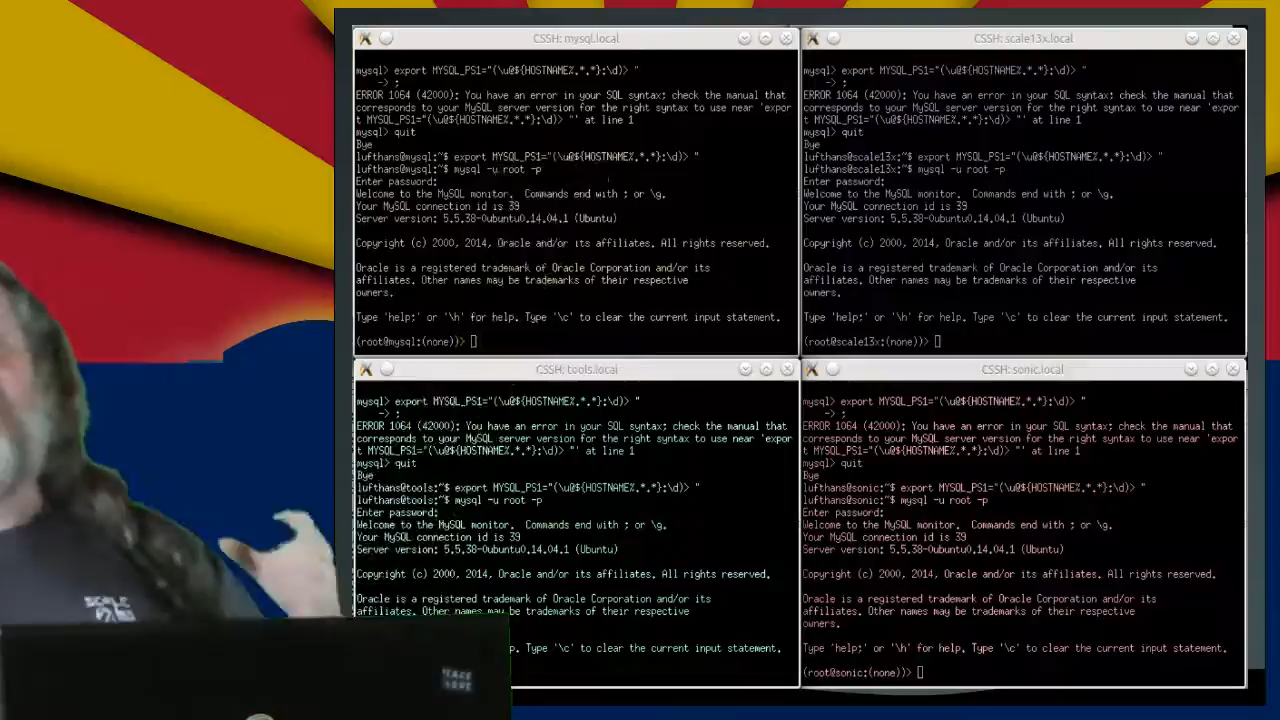 CSSH: mysql.local
mysql> export MYSQL_PS1="(\u@${HOSTNAME%.*.*}:\d)> "
-> ;
ERROR 1064 (42000): You have an error in your SQL syntax; check the manual that
corresponds to your MySQL server version for the right syntax to use near 'expor
t MYSQL_PS1="(\u@${HOSTNAME%.*.*}:\d)> "' at line 1
mysql> quit
Bye
lufthans@mysql:~$ export MYSQL_PS1="(\u@${HOSTNAME%.*.*}:\d)> "
lufthans@mysql:~$ mysql -u root -p
Enter password:
Welcome to the MySQL monitor.  Commands end with ; or \g.
Your MySQL connection id is 39
Server version: 5.5.38-0ubuntu0.14.04.1 (Ubuntu)
Copyright (c) 2000, 2014, Oracle and/or its affiliates. All rights reserved.
Oracle is a registered trademark of Oracle Corporation and/or its
affiliates. Other names may be trademarks of their respective
owners.
Type 'help;' or '\h' for help. Type '\c' to clear the current input statement.
(root@mysql:(none))>
CSSH: scale13x.local
mysql> export MYSQL_PS1="(\u@${HOSTNAME%.*.*}:\d)> "
-> ;
ERROR 1064 (42000): You have an error in your SQL syntax; check the manual that
corresponds to your MySQL server version for the right syntax to use near 'expor
t MYSQL_PS1="(\u@${HOSTNAME%.*.*}:\d)> "' at line 1
mysql> quit
Bye
lufthans@scale13x:~$ export MYSQL_PS1="(\u@${HOSTNAME%.*.*}:\d)> "
lufthans@scale13x:~$ mysql -u root -p
Enter password:
Welcome to the MySQL monitor.  Commands end with ; or \g.
Your MySQL connection id is 39
Server version: 5.5.38-0ubuntu0.14.04.1 (Ubuntu)
Copyright (c) 2000, 2014, Oracle and/or its affiliates. All rights reserved.
Oracle is a registered trademark of Oracle Corporation and/or its
affiliates. Other names may be trademarks of their respective
owners.
Type 'help;' or '\h' for help. Type '\c' to clear the current input statement.
(root@scale13x:(none))>
CSSH: tools.local
mysql> export MYSQL_PS1="(\u@${HOSTNAME%.*.*}:\d)> "
-> ;
ERROR 1064 (42000): You have an error in your SQL syntax; check the manual that
corresponds to your MySQL server version for the right syntax to use near 'expor
t MYSQL_PS1="(\u@${HOSTNAME%.*.*}:\d)> "' at line 1
mysql> quit
Bye
lufthans@tools:~$ export MYSQL_PS1="(\u@${HOSTNAME%.*.*}:\d)> "
lufthans@tools:~$ mysql -u root -p
Enter password:
Welcome to the MySQL monitor.  Commands end with ; or \g.
Your MySQL connection id is 39
Server version: 5.5.38-0ubuntu0.14.04.1 (Ubuntu)
Copyright (c) 2000, 2014, Oracle and/or its affiliates. All rights reserved.
Oracle is a registered trademark of Oracle Corporation and/or its
affiliates. Other names may be trademarks of their respective
p. Type '\c' to clear the current input statement.
CSSH: sonic.local
mysql> export MYSQL_PS1="(\u@${HOSTNAME%.*.*}:\d)> "
-> ;
ERROR 1064 (42000): You have an error in your SQL syntax; check the manual that
corresponds to your MySQL server version for the right syntax to use near 'expor
t MYSQL_PS1="(\u@${HOSTNAME%.*.*}:\d)> "' at line 1
mysql> quit
Bye
lufthans@sonic:~$ export MYSQL_PS1="(\u@${HOSTNAME%.*.*}:\d)> "
lufthans@sonic:~$ mysql -u root -p
Enter password:
Welcome to the MySQL monitor.  Commands end with ; or \g.
Your MySQL connection id is 39
Server version: 5.5.38-0ubuntu0.14.04.1 (Ubuntu)
Copyright (c) 2000, 2014, Oracle and/or its affiliates. All rights reserved.
Oracle is a registered trademark of Oracle Corporation and/or its
affiliates. Other names may be trademarks of their respective
owners.
Type 'help;' or '\h' for help. Type '\c' to clear the current input statement.
(root@sonic:(none))>
SCALE